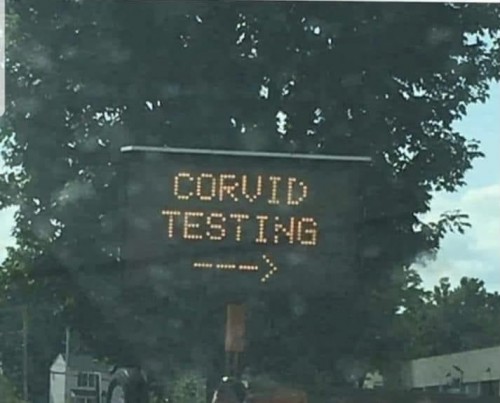 CORVID
TESTING
---->